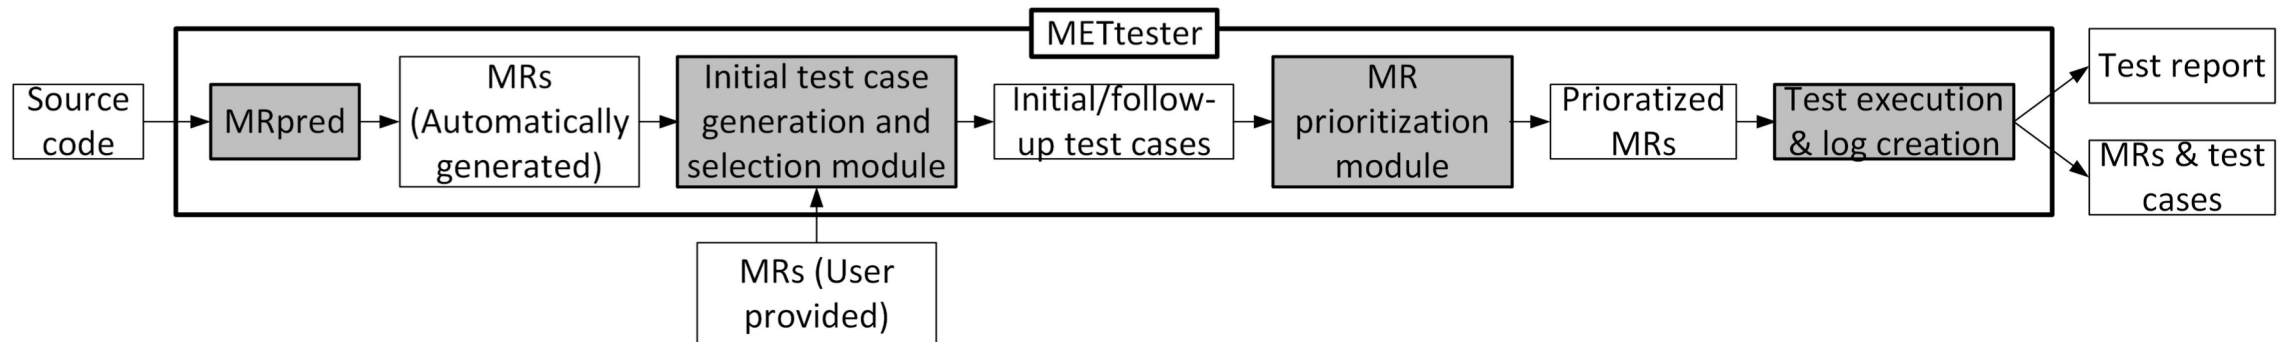 METtester
Source
code
MRpred
MRs
(Automatically
generated)
Initial test case
generation and
selection module
Initial/follow-
up test cases
MR
prioritization
module
Prioratized
MRs
Test execution
& log creation
Test report
MRs & test
cases
MRs (User
provided)